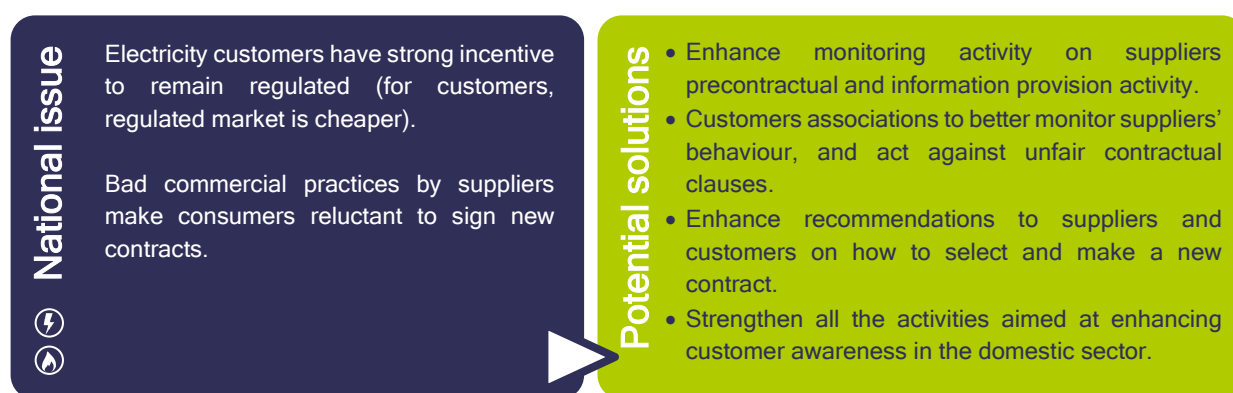 National issue
Electricity customers have strong incentive
to remain regulated (for customers,
regulated market is cheaper).
Bad commercial practices by suppliers
make consumers reluctant to sign new
contracts.
Potential solutions
• Enhance monitoring activity on suppliers
precontractual and information provision activity.
• Customers associations to better monitor suppliers’
behaviour, and act against unfair contractual
clauses.
• Enhance recommendations to suppliers and
customers on how to select and make a new
contract.
• Strengthen all the activities aimed at enhancing
customer awareness in the domestic sector.